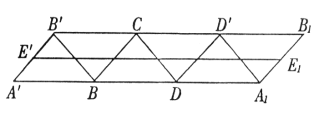 B' C D' B₁
E' E₁
A' B D A₁